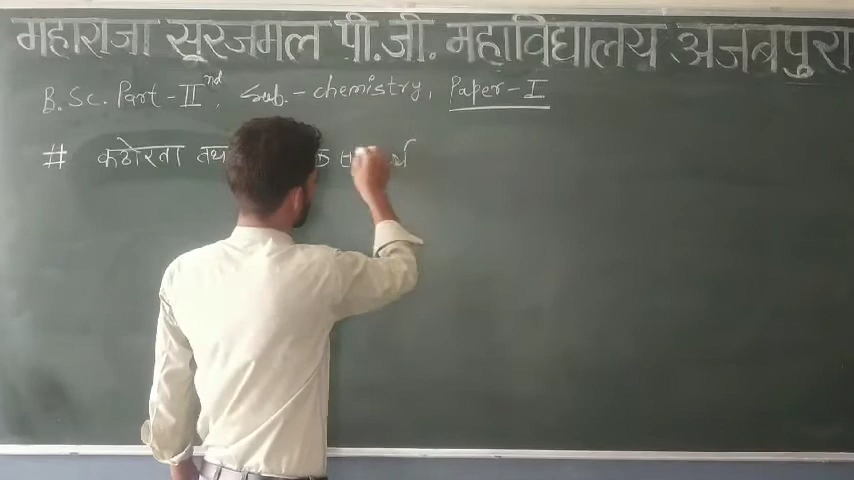 महाराजा सूरजमल पी.जी. महाविद्यालय अजबपुरा
B.Sc. Part-II nd, Sub.-chemistry, Paper-I
# कठोरता तथ